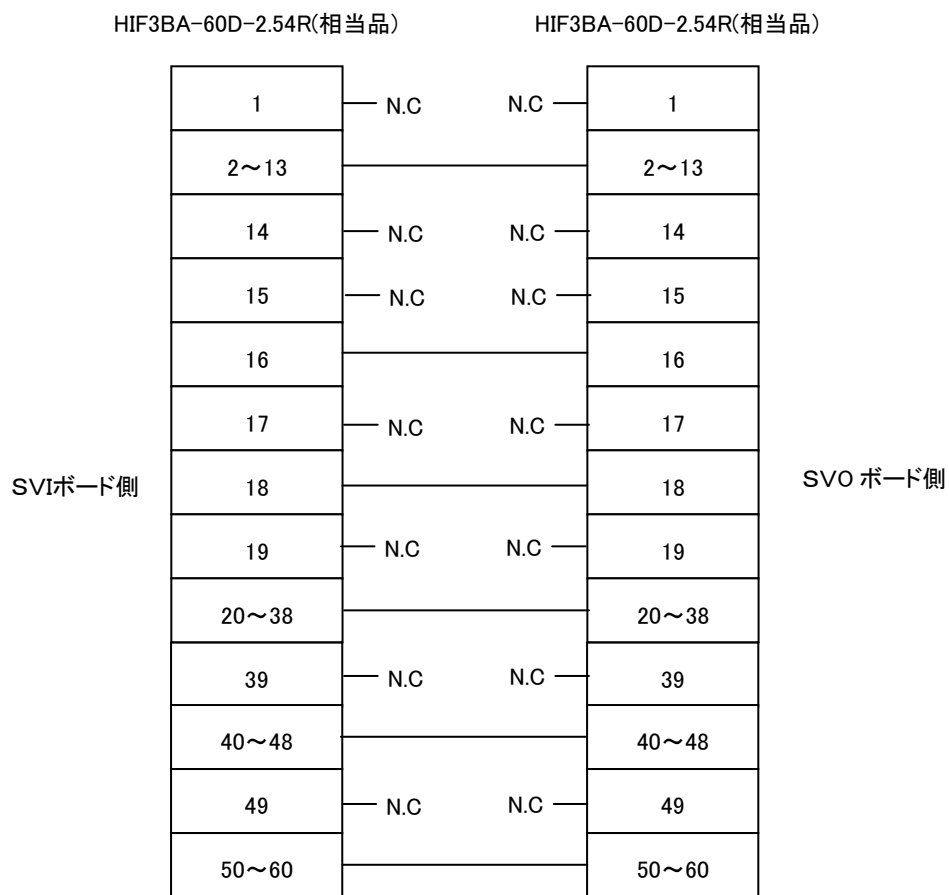 HIF3BA-60D-2.54R(相当品) HIF3BA-60D-2.54R(相当品)
1 N.C N.C 1
2～13 2～13
14 N.C N.C 14
15 N.C N.C 15
16 16
17 N.C N.C 17
SVIボード側 18 18 SVO ボード側
19 N.C N.C 19
20～38 20～38
39 N.C N.C 39
40～48 40～48
49 N.C N.C 49
50～60 50～60